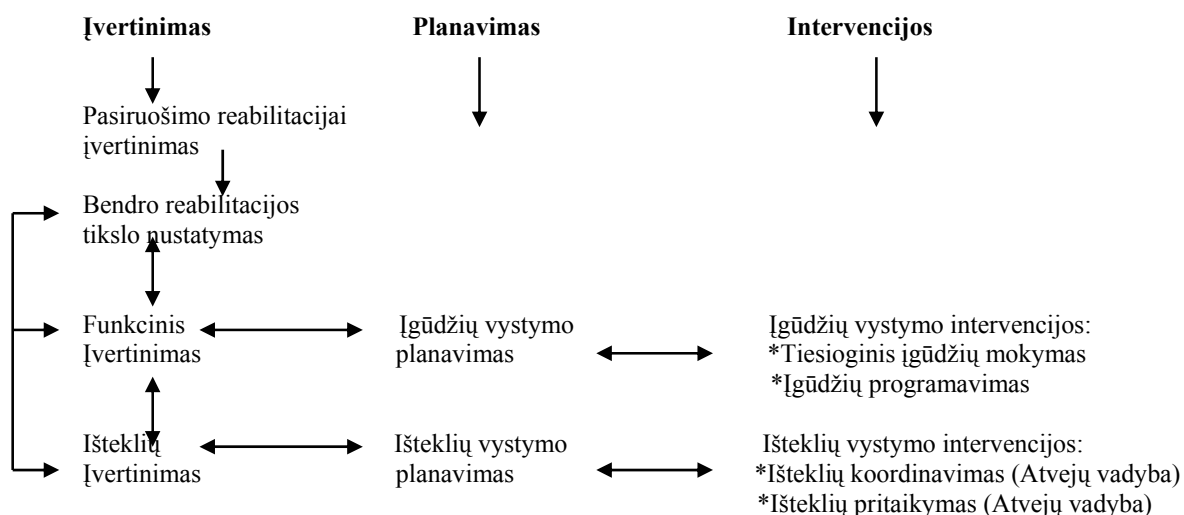 Įvertinimas Planavimas Intervencijos
Pasiruošimo reabilitacijai
įvertinimas
Bendro reabilitacijos
tikslo nustatymas
Funkcinis
Įvertinimas
Įgūdžių vystymo
planavimas
Įgūdžių vystymo intervencijos:
*Tiesioginis įgūdžių mokymas
*Įgūdžių programavimas
Išteklių
Įvertinimas
Išteklių vystymo
planavimas
Išteklių vystymo intervencijos:
*Išteklių koordinavimas (Atvejų vadyba)
*Išteklių pritaikymas (Atvejų vadyba)